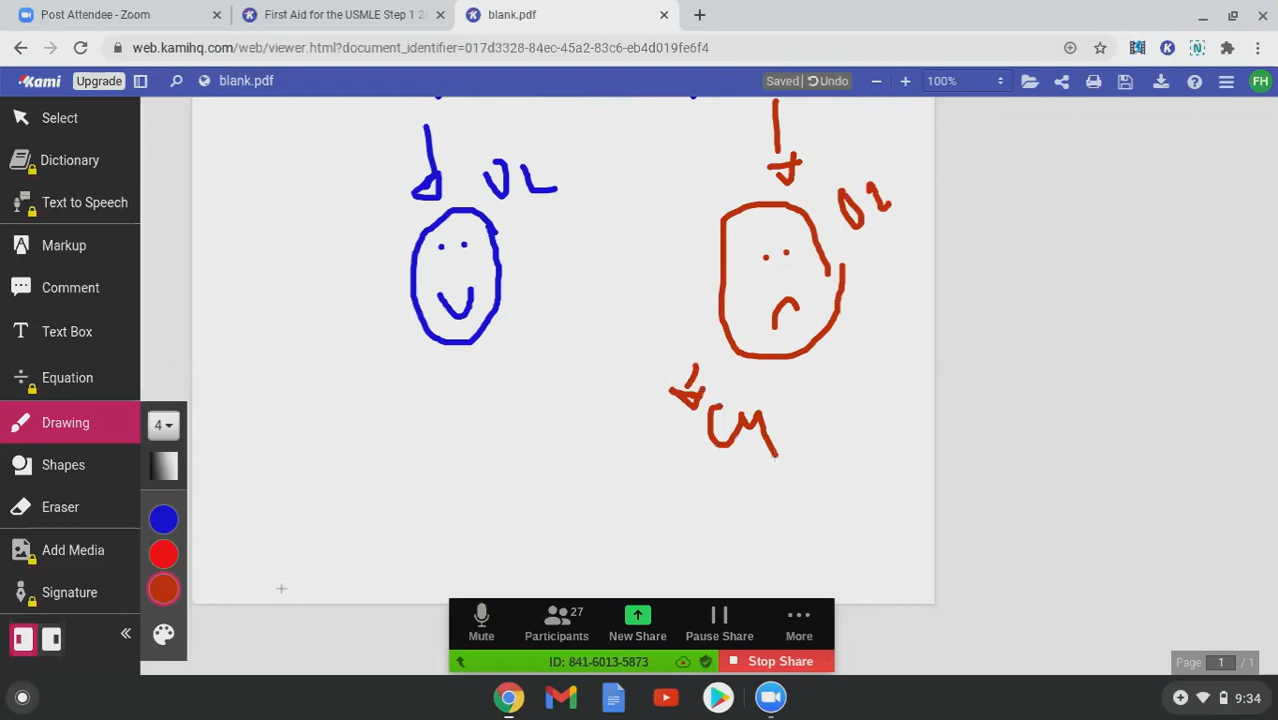 Post Attendee - Zoom
First Aid for the USMLE Step 1 2
blank.pdf
web.kamihq.com/web/viewer.html?document_identifier=017d3328-84ec-45a2-83c6-eb4d019fe6f4
Kami
Upgrade
blank.pdf
Saved
Undo
100%
FH
Select
Dictionary
Text to Speech
Markup
Comment
Text Box
Equation
Drawing
4
Shapes
Eraser
Add Media
Signature
Mute
Participants
27
New Share
Pause Share
More
ID: 841-6013-5873
Stop Share
Page 1 / 1
9:34